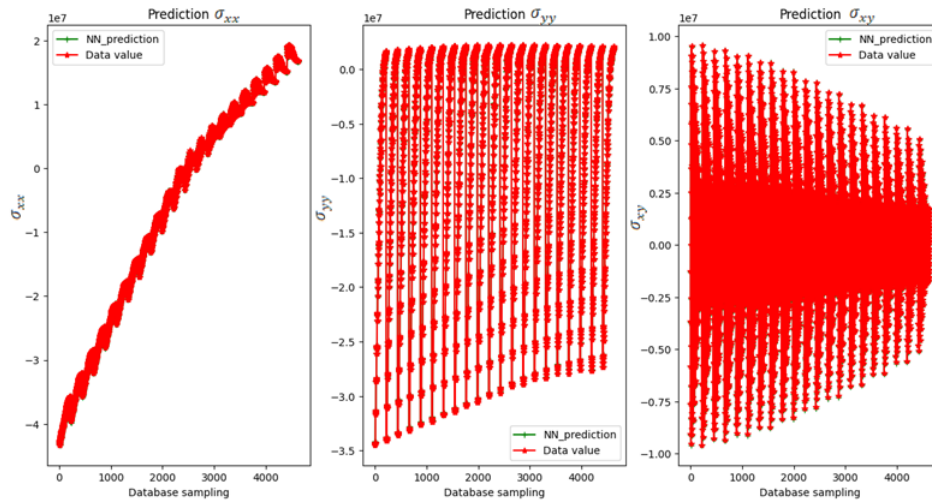 Prediction σxx
1e7
NN_prediction
Data value
2
1
0
−1
−2
−3
−4
σxx
0
1000
2000
3000
4000
Database sampling
Prediction σyy
1e7
0.0
−0.5
−1.0
−1.5
−2.0
−2.5
−3.0
−3.5
σyy
NN_prediction
Data value
0
1000
2000
3000
4000
Database sampling
Prediction σxy
1e7
NN_prediction
Data value
1.00
0.75
0.5
0.25
0.00
−0.25
−0.5
−0.75
−1.00
σxy
0
1000
2000
3000
4000
Database sampling